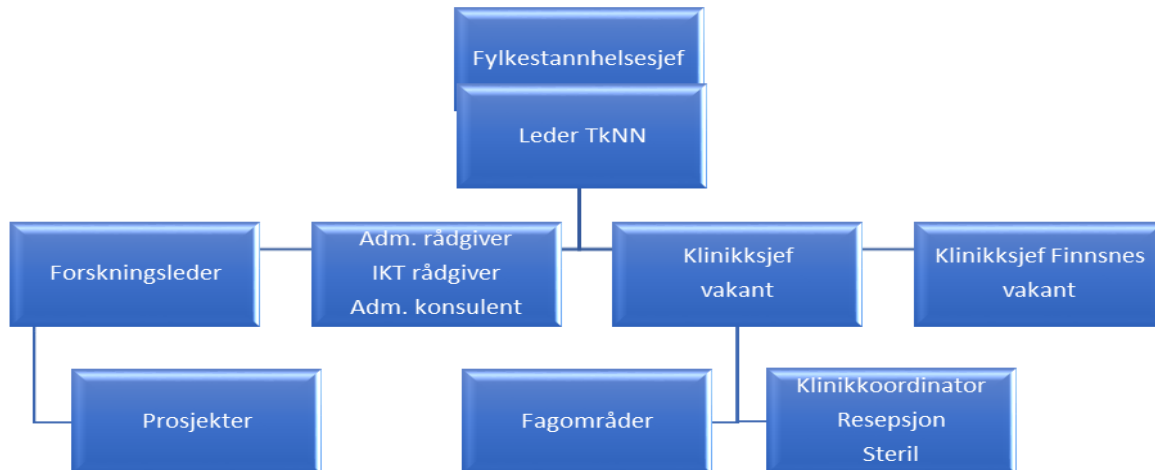 Fylkestannhelsesjef
Leder TkNN
Forskningsleder
Adm. rådgiver
IKT rådgiver
Adm. konsulent
Klinikksjef
vakant
Klinikksjef Finnsnes
vakant
Prosjekter
Fagområder
Klinikkoordinator
Resepsjon
Steril